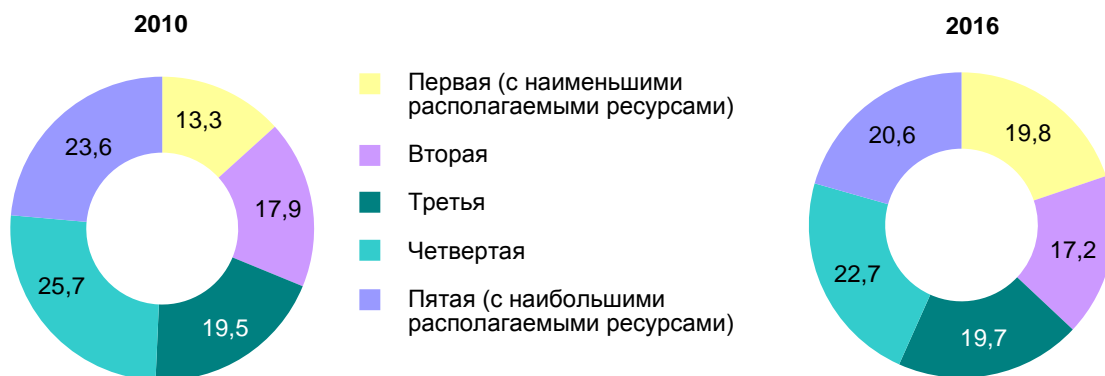 2010
13,3
17,9
19,5
25,7
23,6
Первая (с наименьшими
располагаемыми ресурсами)
Вторая
Третья
Четвертая
Пятая (с наибольшими
располагаемыми ресурсами)
2016
19,8
17,2
19,7
22,7
20,6